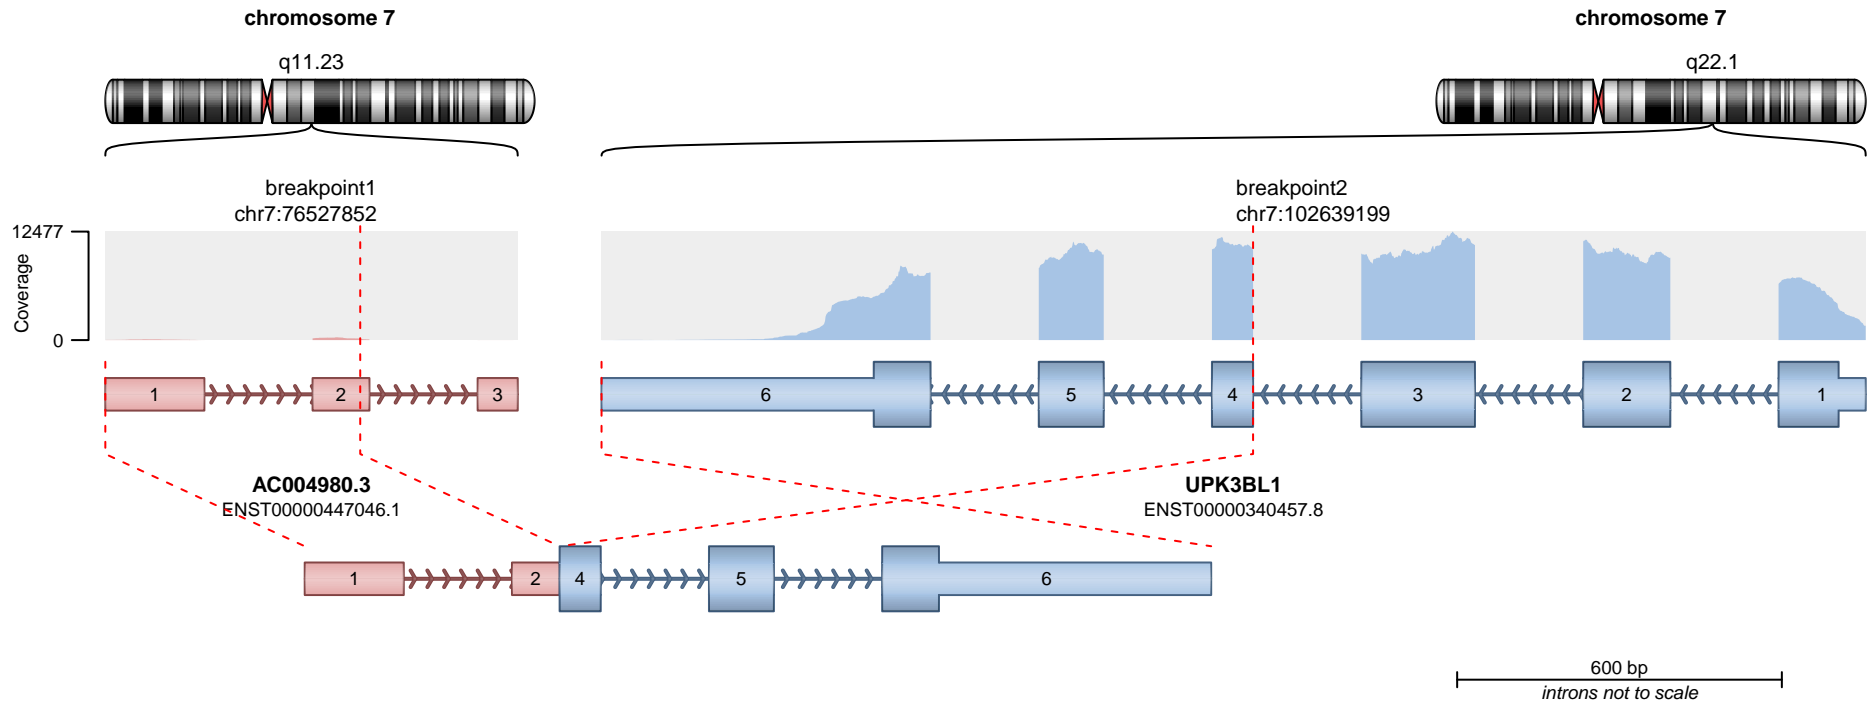 chromosome 7
chromosome 7
q11.23
q22.1
breakpoint1
chr7:76527852
breakpoint2
chr7:102639199
12477
Coverage
0
1
2
3
6
5
4
3
2
1
AC004980.3
ENST00000447046.1
UPK3BL1
ENST00000340457.8
1
2
4
5
6
600 bp
introns not to scale